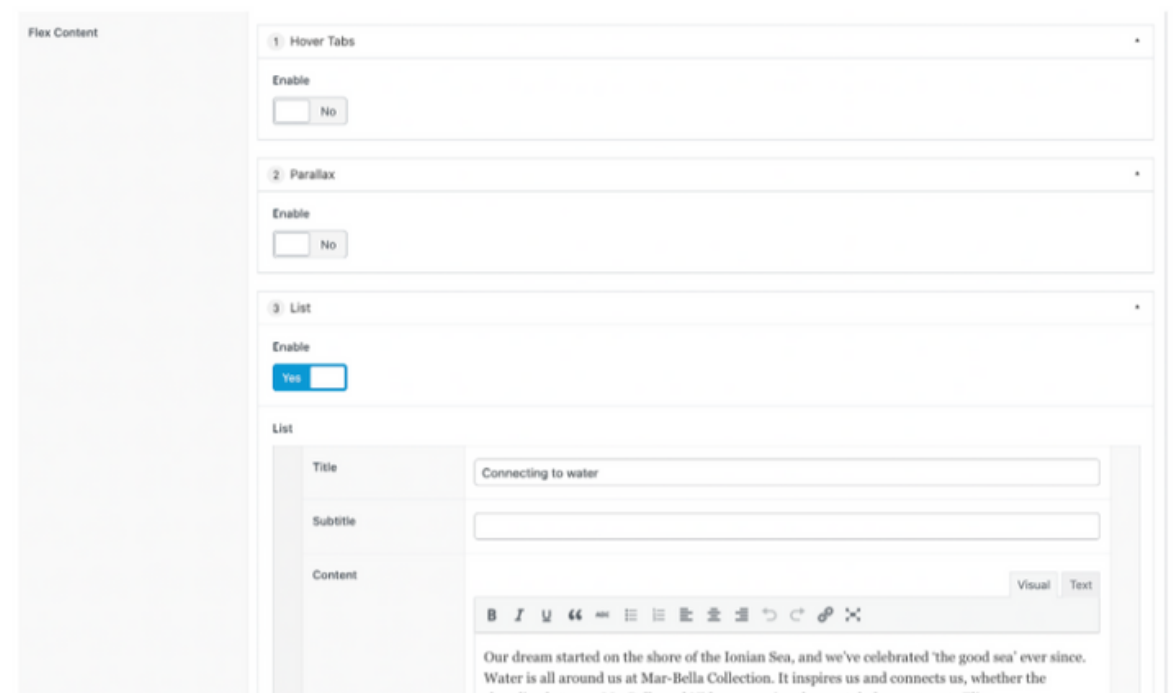 Flex Content
1 Hover Tabs
Enable
No
2 Parallax
Enable
No
3 List
Enable
Yes
List
Title
Connecting to water
Subtitle
Content
Visual Text
B I U “ ABC
Our dream started on the shore of the Ionian Sea, and we've celebrated 'the good sea' ever since.
Water is all around us at Mar-Bella Collection. It inspires us and connects us, whether the